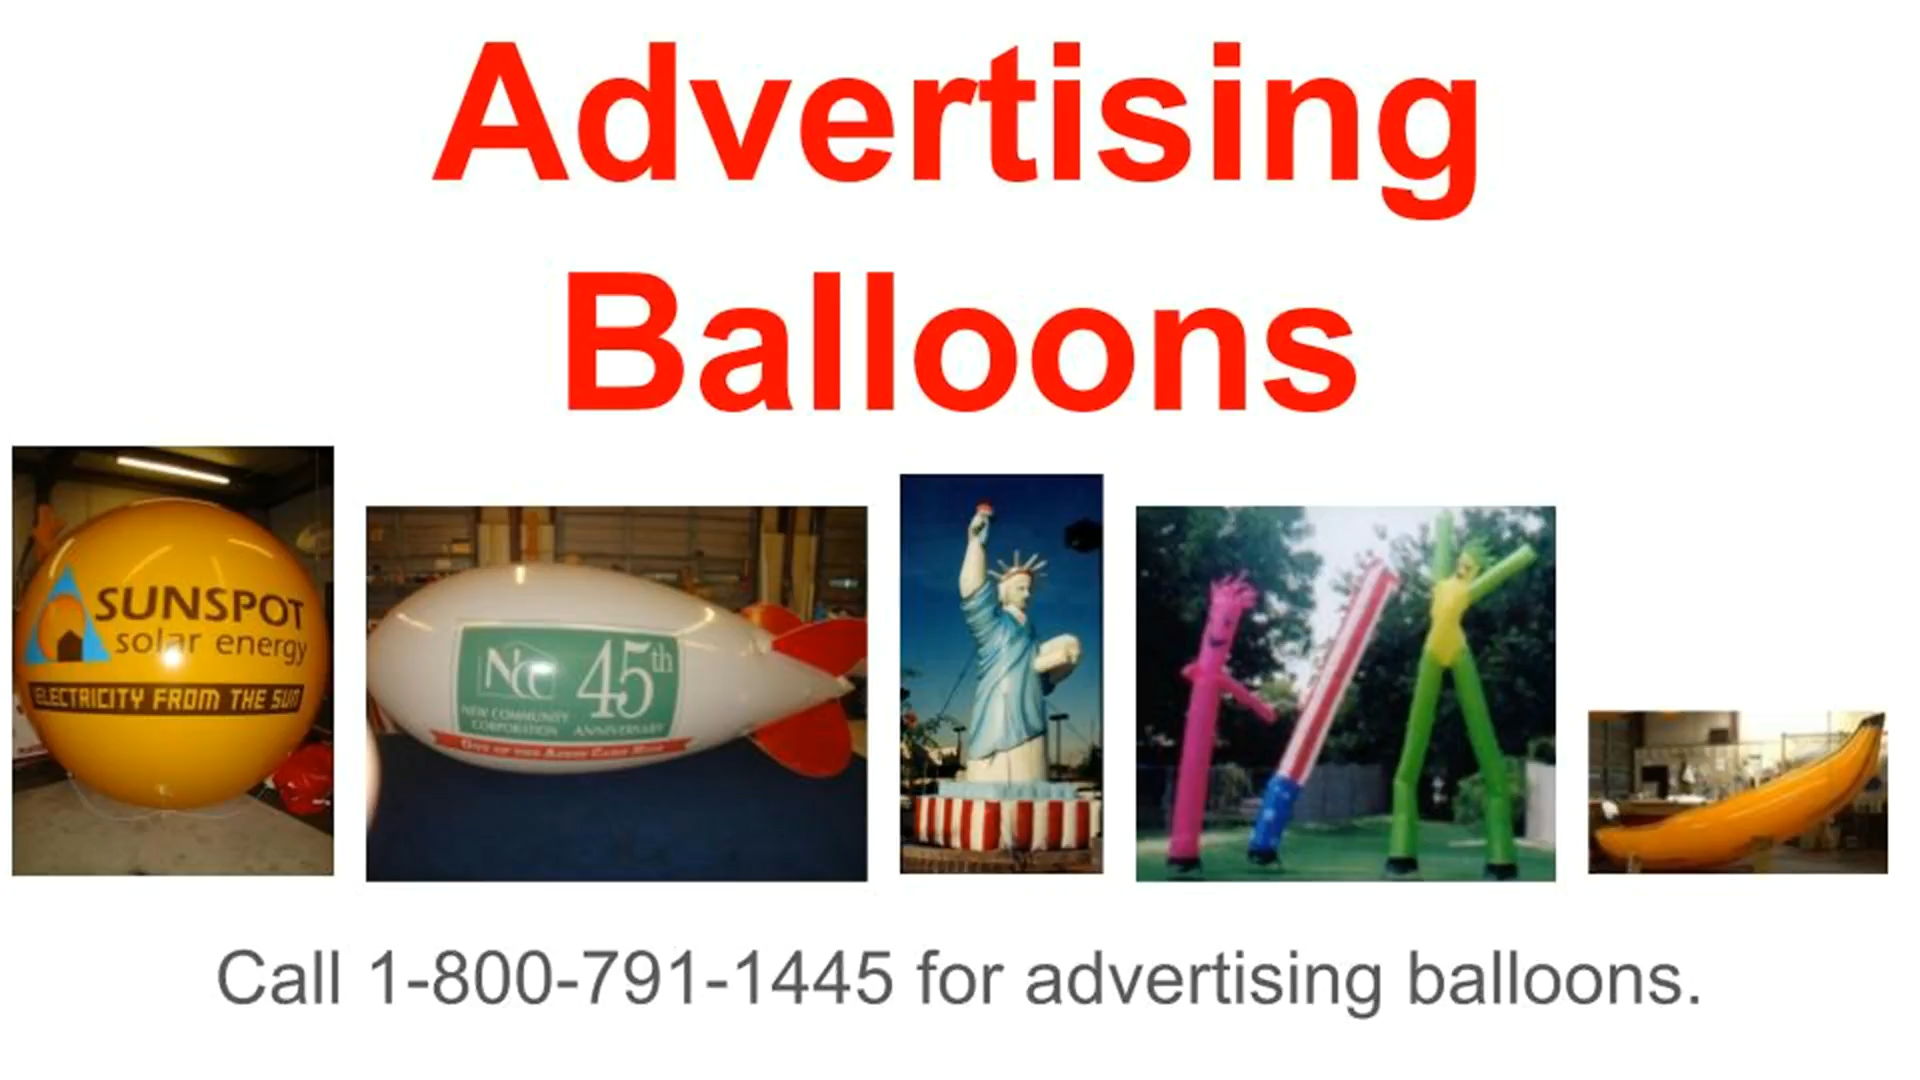 Advertising
Balloons
SUNSPOT
solar energy
ELECTRICITY FROM THE SUN
NCC 45th
NEW COMMUNITY
CORPORATION ANNIVERSARY
Call 1-800-791-1445 for advertising balloons.